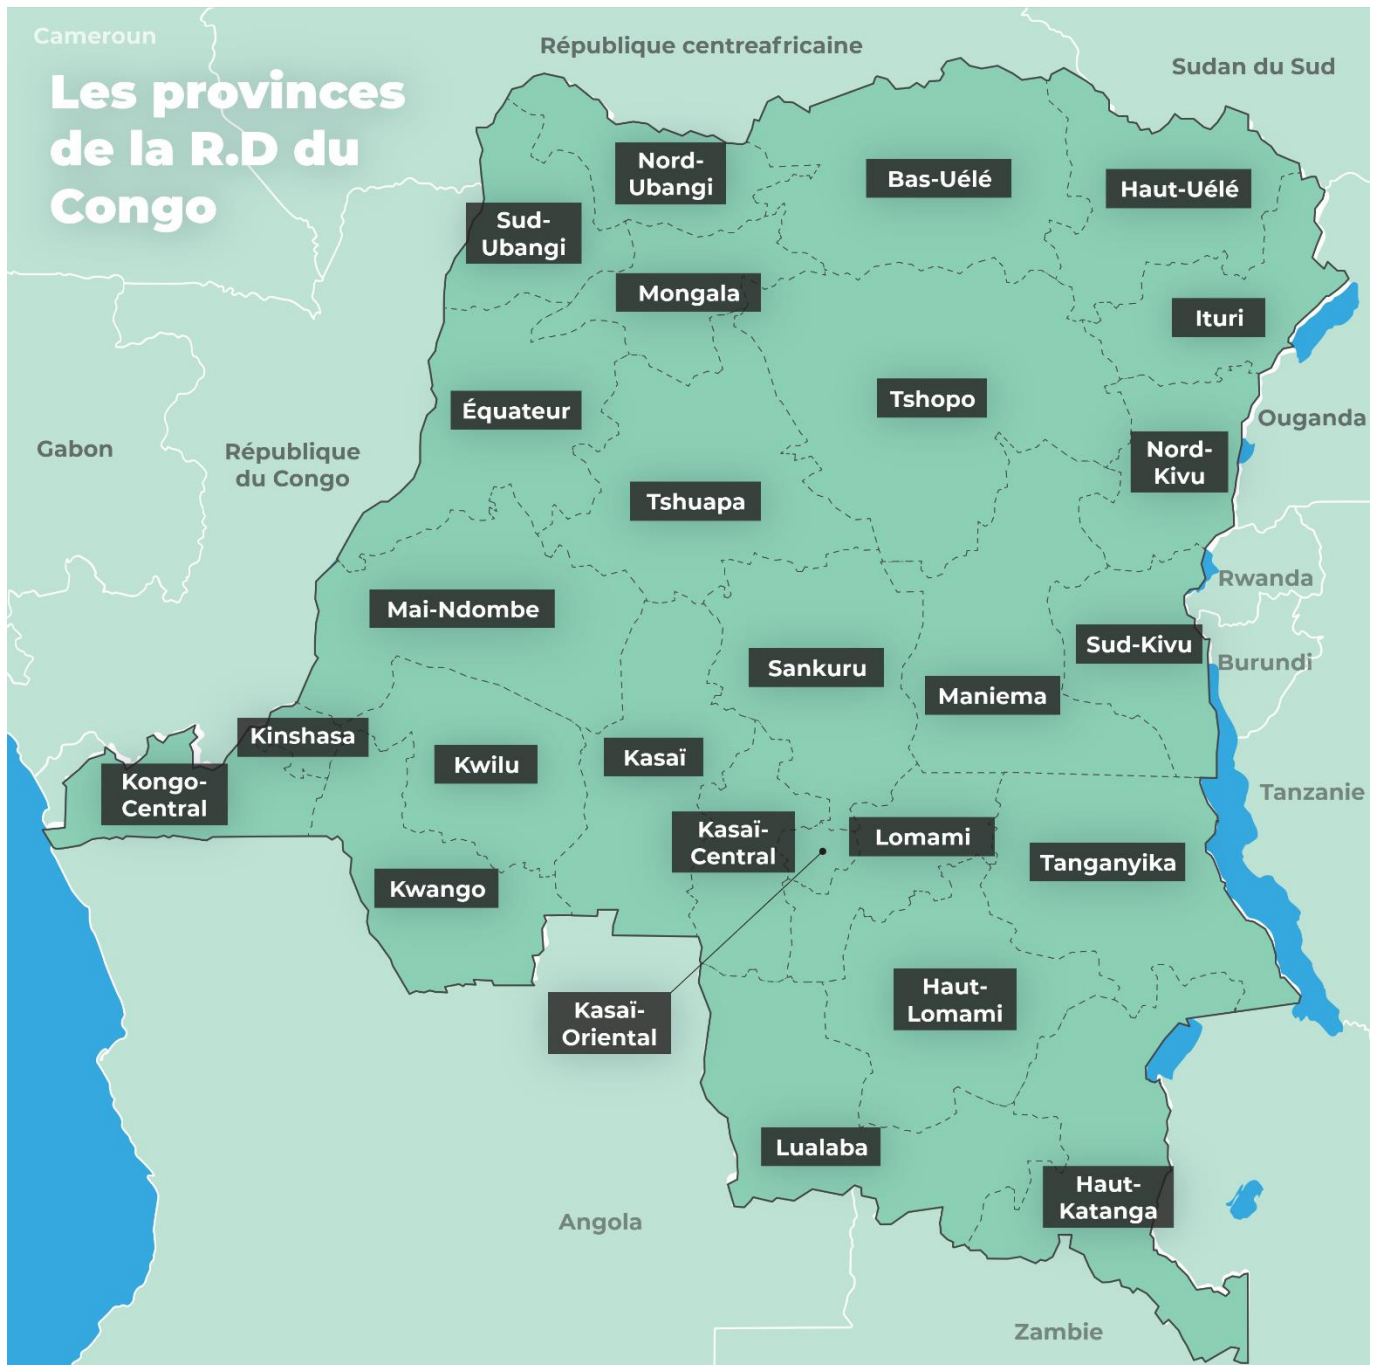 Cameroun
République centreafricaine
Sudan du Sud
Les provinces
de la R.D du
Congo
Nord-
Ubangi
Bas-Uélé
Haut-Uélé
Sud-
Ubangi
Mongala
Ituri
Équateur
Tshopo
Ouganda
Gabon
République
du Congo
Nord-
Kivu
Tshuapa
Rwanda
Mai-Ndombe
Sud-Kivu
Burundi
Sankuru
Maniema
Kinshasa
Kwilu
Kasaï
Kongo-
Central
Tanzanie
Kasaï-
Central
Lomami
Tanganyika
Kwango
Haut-
Lomami
Kasaï-
Oriental
Lualaba
Haut-
Katanga
Angola
Zambie